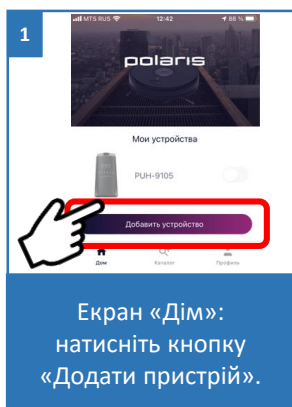 1
MTS RUS 12:42 88 %
polaris
Мои устройства
PUH-9105
Добавить устройство
Дом Каталог Профиль
Екран «Дім»:
натисніть кнопку
«Додати пристрій».